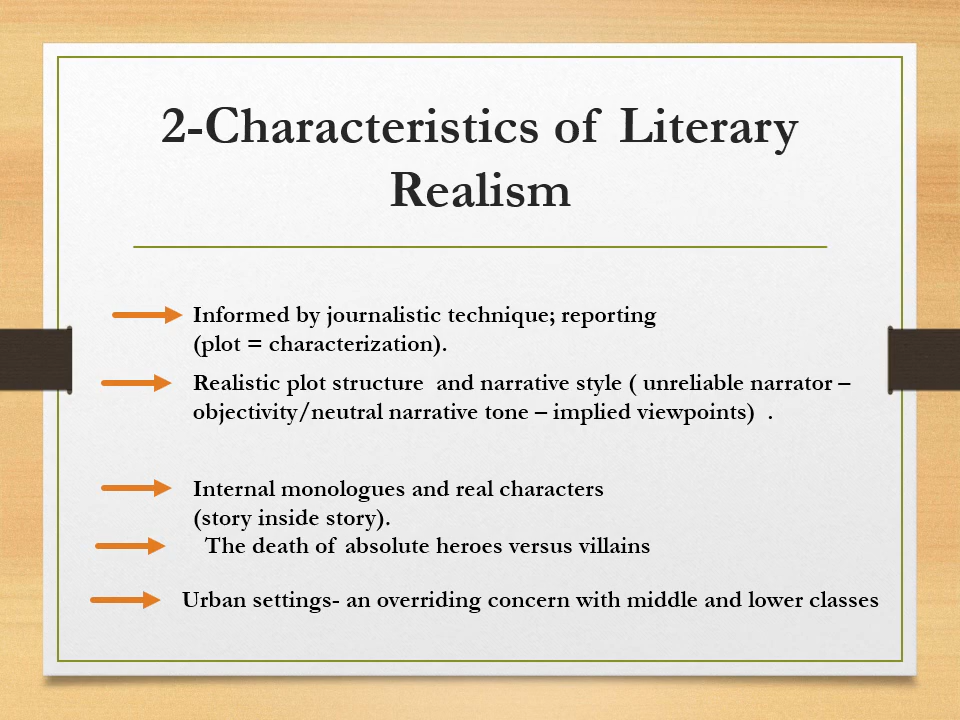 2-Characteristics of Literary
Realism
Informed by journalistic technique; reporting
(plot = characterization).
Realistic plot structure  and narrative style ( unreliable narrator –
objectivity/neutral narrative tone – implied viewpoints)  .
Internal monologues and real characters
(story inside story).
The death of absolute heroes versus villains
Urban settings- an overriding concern with middle and lower classes